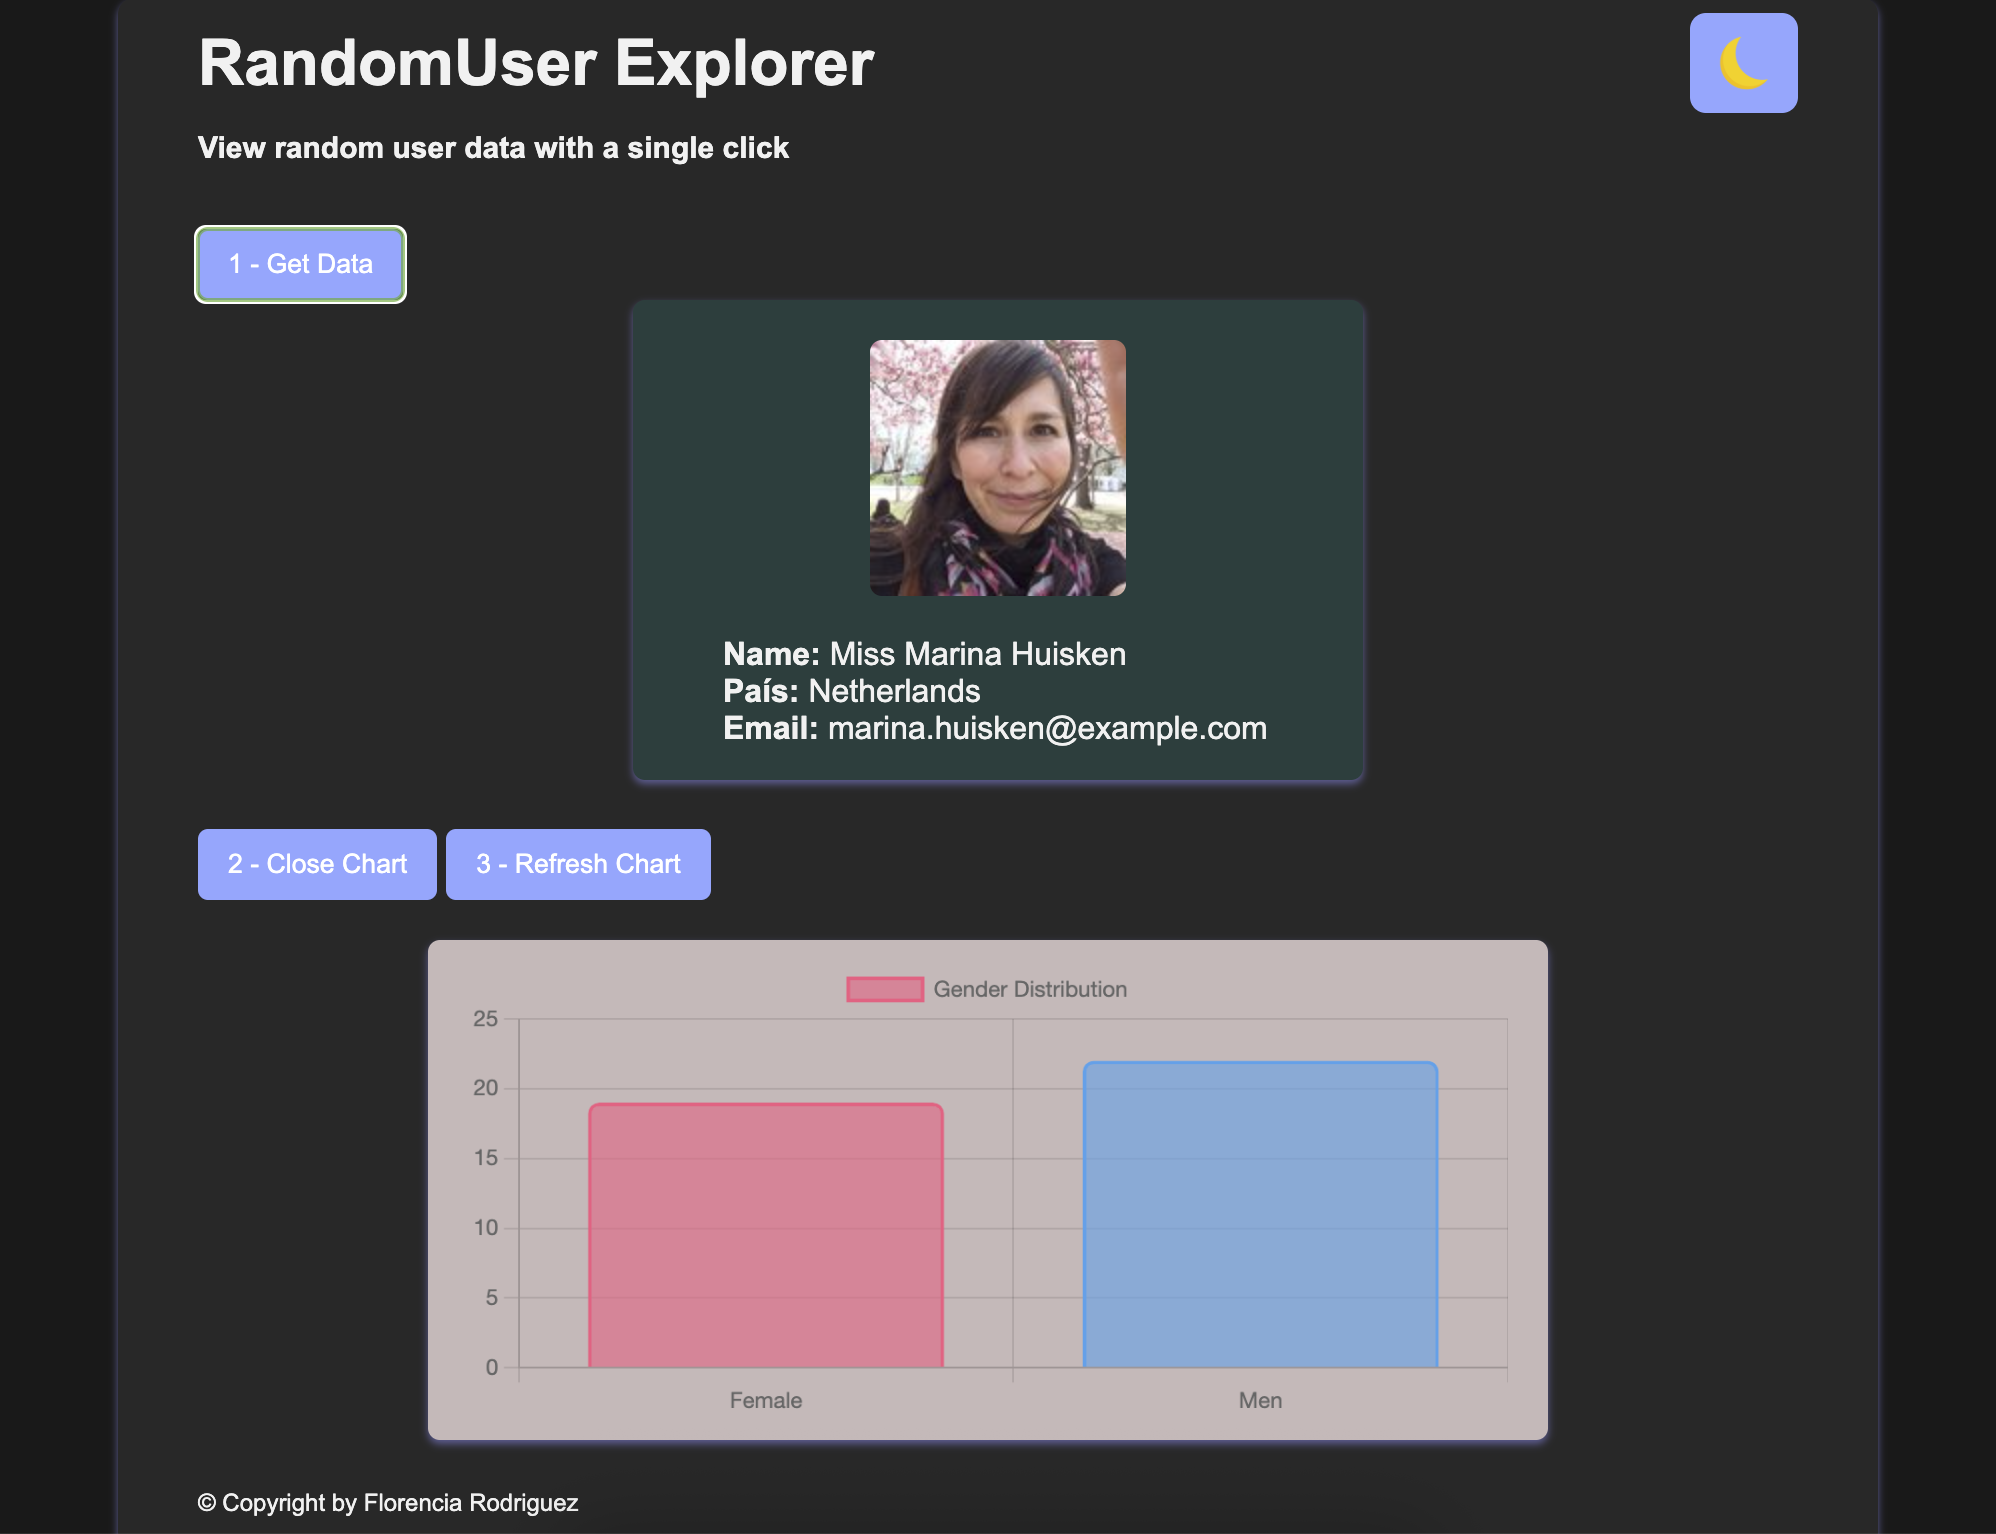 RandomUser Explorer
View random user data with a single click
1 - Get Data
Name: Miss Marina Huisken
País: Netherlands
Email: marina.huisken@example.com
2 - Close Chart
3 - Refresh Chart
Gender Distribution
25
20
15
10
5
0
Female
Men
© Copyright by Florencia Rodriguez